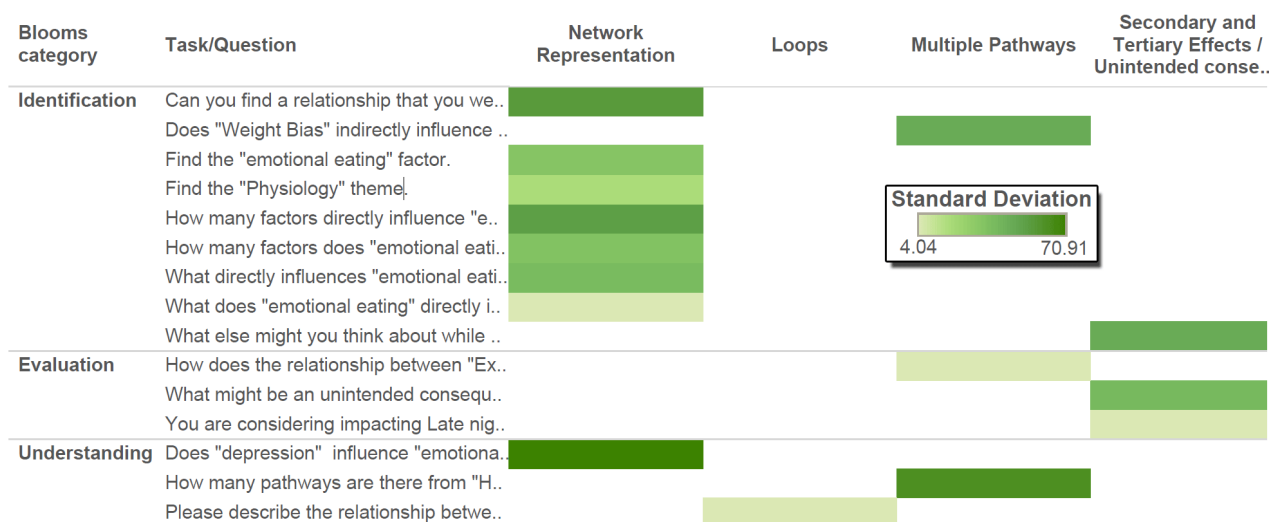 Blooms category
Task/Question
Network Representation
Loops
Multiple Pathways
Secondary and Tertiary Effects / Unintended conse..
Identification
Can you find a relationship that you we..
Does "Weight Bias" indirectly influence ..
Find the "emotional eating" factor.
Find the "Physiology" theme.
How many factors directly influence "e..
How many factors does "emotional eati..
What directly influences "emotional eati..
What does "emotional eating" directly i..
What else might you think about while ..
Standard Deviation
4.04 70.91
Evaluation
How does the relationship between "Ex..
What might be an unintended consequ..
You are considering impacting Late nig..
Understanding
Does "depression" influence "emotiona..
How many pathways are there from "H..
Please describe the relationship betwe..